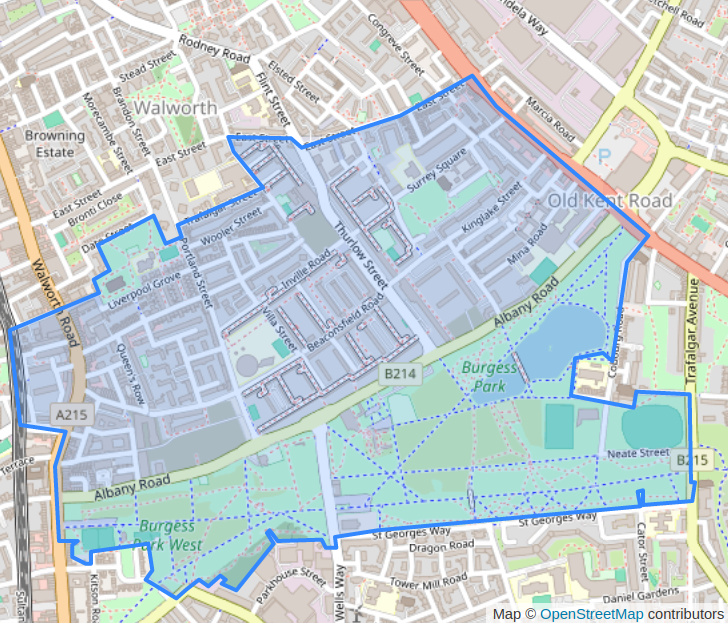 Mandela Way
Mitchell Road
Congreve Street
Rodney Road
Stead Street
Elsted Street
Flint Street
Morecambe Street
Brandon Street
Walworth
Marcia Road
East Street
Browning
Estate
East Street
East Street
East Street
P
Surrey Square
East Street
Bronti Close
Trafalgar Street
Kinglake Street
Old Kent Road
Date Street
Wooler Street
Mina Road
Thurlow Street
Portland Street
Inville Road
Walworth Road
Liverpool Grove
Albany Road
Trafalgar Avenue
Villa Street
Beaconsfield Road
Cobourg Road
Queen's Row
B214
Burgess
Park
A215
Terrace
Neate Street
B215
Albany Road
St Georges Way
Burgess
Park West
St Georges Way
Dragon Road
Cator Street
Kitson Ro
Parkhouse Street
Wells Way
Tower Mill Road
Daniel Gardens
Sultan
Map © OpenStreetMap contributors